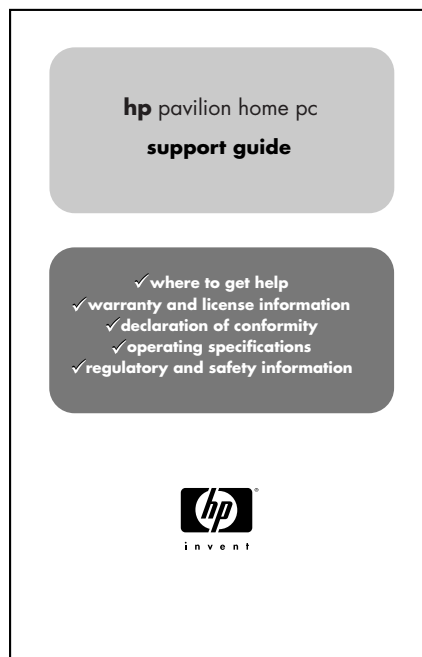 hp pavilion home pc
support guide
✓where to get help
✓warranty and license information
✓declaration of conformity
✓operating specifications
✓regulatory and safety information
hp®
invent